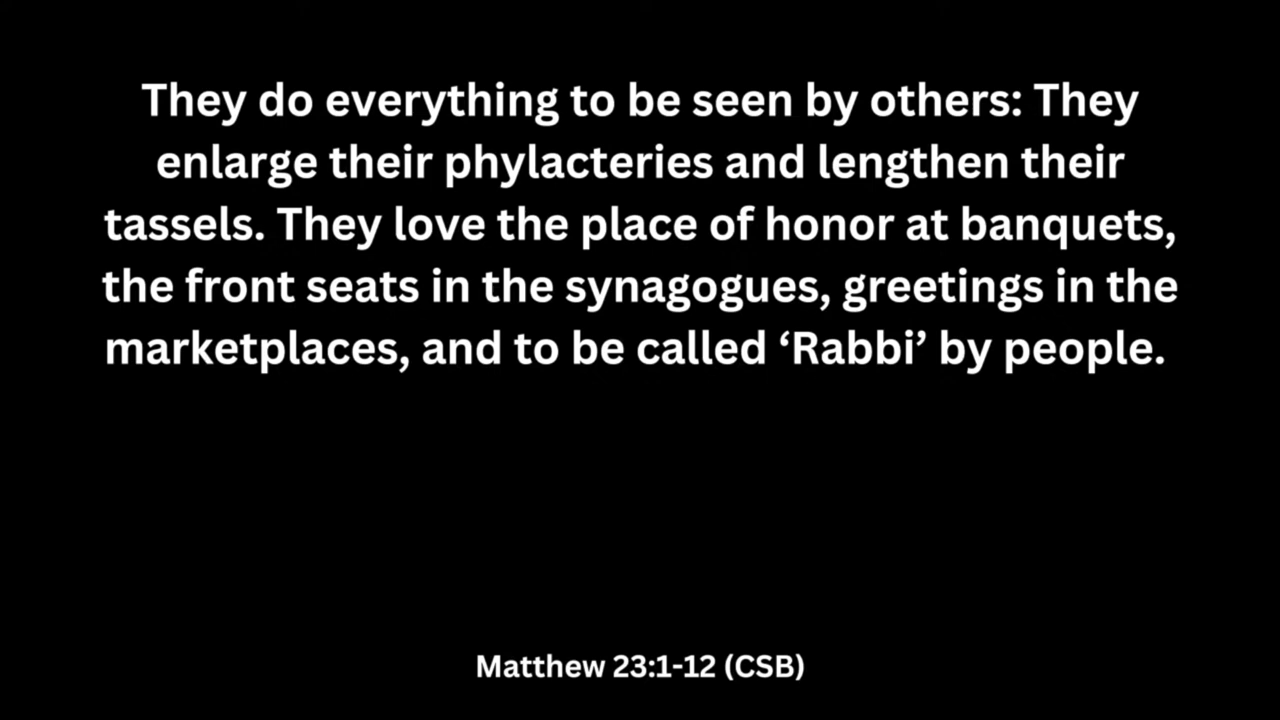 They do everything to be seen by others: They
enlarge their phylacteries and lengthen their
tassels. They love the place of honor at banquets,
the front seats in the synagogues, greetings in the
marketplaces, and to be called ‘Rabbi’ by people.
Matthew 23:1-12 (CSB)